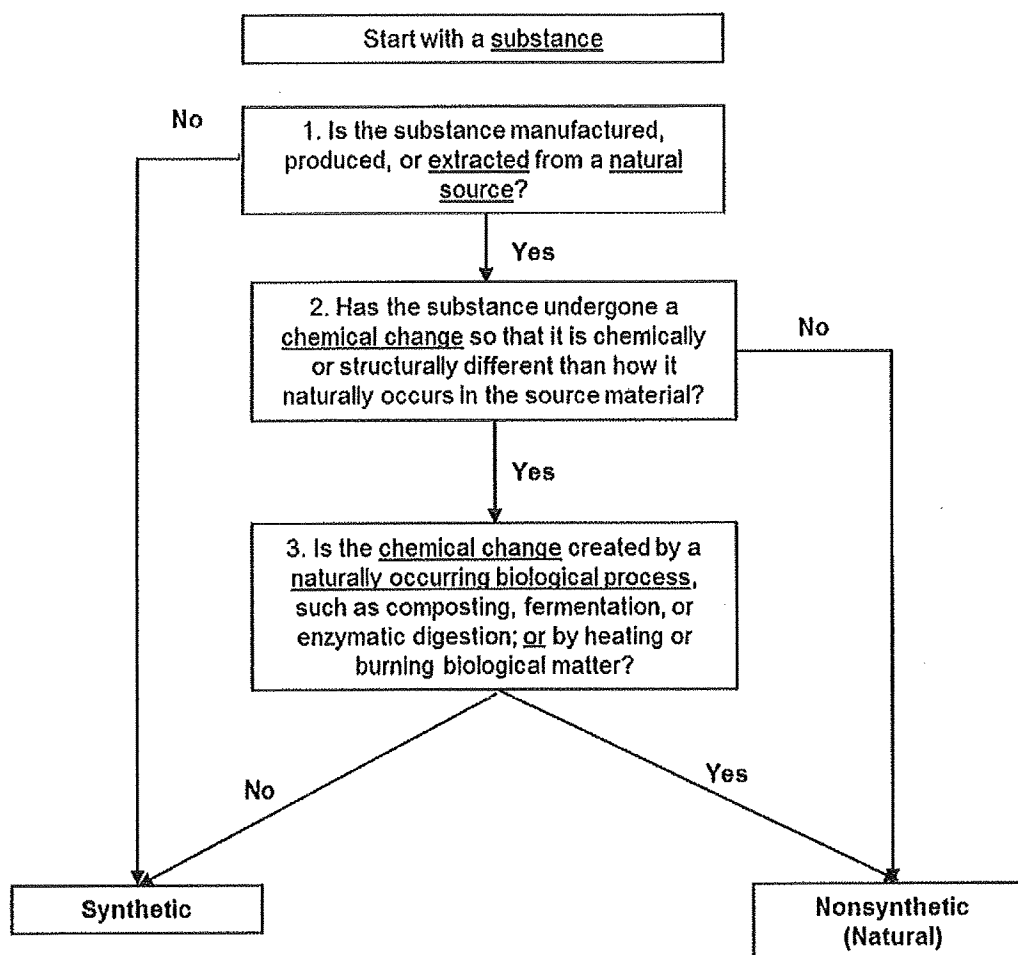 Start with a substance
No
1. Is the substance manufactured,
produced, or extracted from a natural
source?
Yes
2. Has the substance undergone a
chemical change so that it is chemically
or structurally different than how it
naturally occurs in the source material?
No
Yes
3. Is the chemical change created by a
naturally occurring biological process,
such as composting, fermentation, or
enzymatic digestion; or by heating or
burning biological matter?
No
Yes
Synthetic
Nonsynthetic
(Natural)